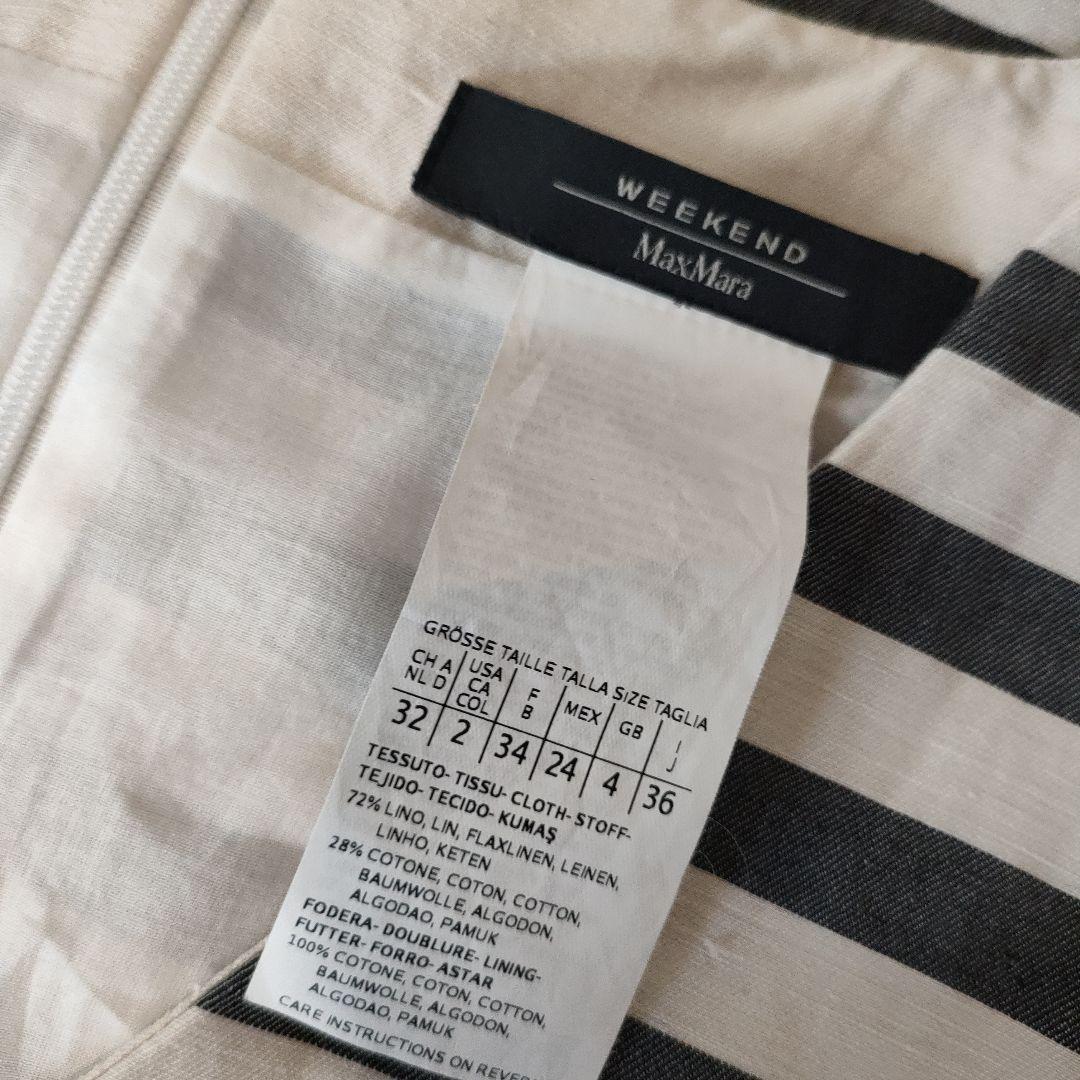 WEEKEND
MaxMara
GRÖSSE TAILLE TALLA SIZE TAGLIA
CH A USA F MEX GB I
NL D CA B J
COL
32 2 34 24 4 36
TESSUTO- TISSU- CLOTH- STOFF-
TEJIDO- TECIDO- KUMAŞ
72% LINO, LIN, FLAXLINEN, LEINEN,
LINHO, KETEN
28% COTONE, COTON, COTTON,
BAUMWOLLE, ALGODON,
ALGODAO, PAMUK
FODERA- DOUBLURE- LINING-
FUTTER- FORRO- ASTAR
100% COTONE, COTON, COTTON,
BAUMWOLLE, ALGODON,
ALGODAO, PAMUK
CARE INSTRUCTIONS ON